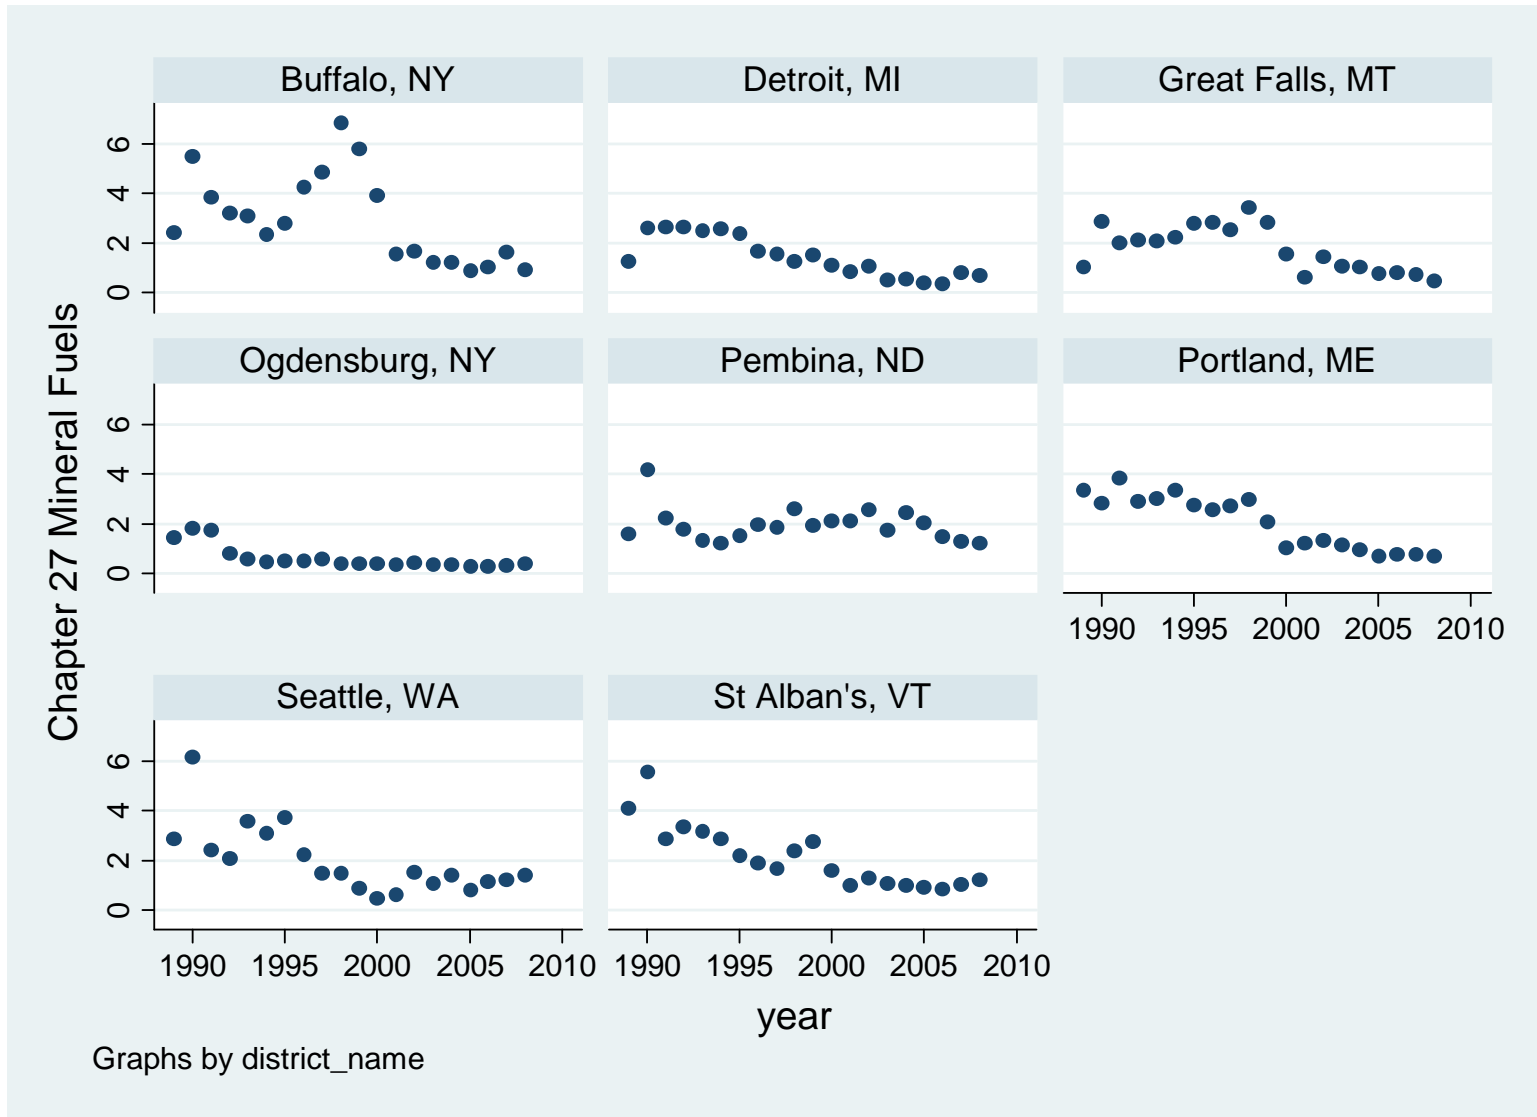 Buffalo, NY
Detroit, MI
Great Falls, MT
6
4
2
0
Ogdensburg, NY
Pembina, ND
Portland, ME
6
4
2
0
1990 1995 2000 2005 2010
Seattle, WA
St Alban's, VT
6
4
2
0
1990 1995 2000 2005 2010
1990 1995 2000 2005 2010
Chapter 27 Mineral Fuels
year
Graphs by district_name